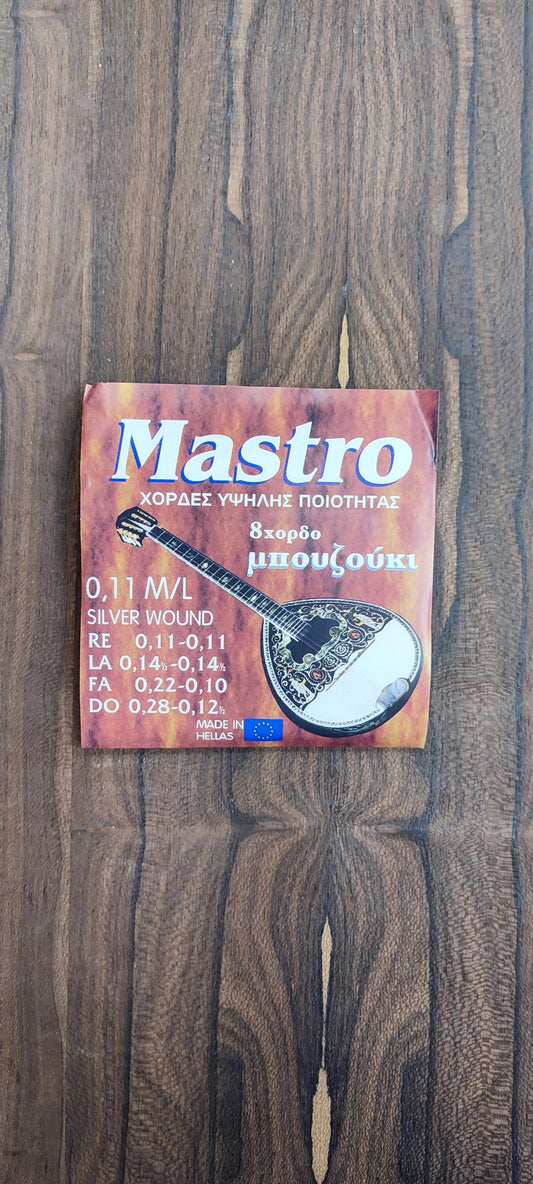 Mastro
ΧΟΡΔΕΣ ΥΨΗΛΗΣ ΠΟΙΟΤΗΤΑΣ
8χορδο
μπουζούκι
0,11 M/L
SILVER WOUND
RE 0,11-0,11
LA 0,14½-0,14½
FA 0,22-0,10
DO 0,28-0,12½
MADE IN
HELLAS